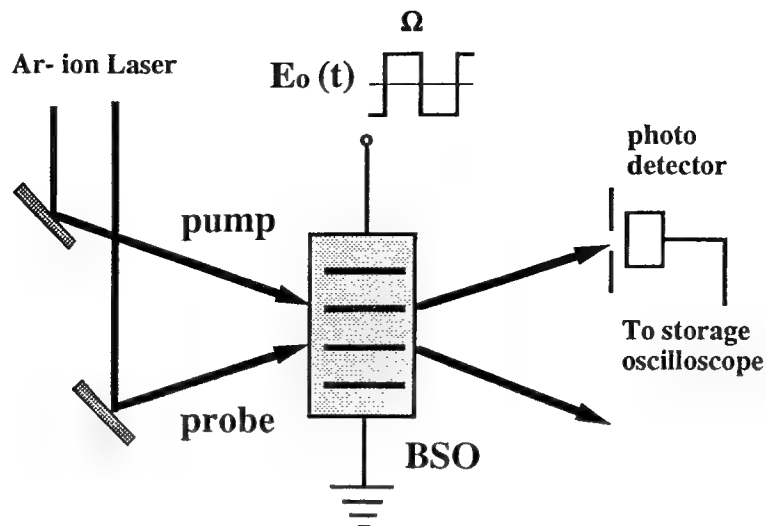 Ω
Ar- ion Laser
Eo (t)
photo
detector
pump
To storage
oscilloscope
probe
BSO